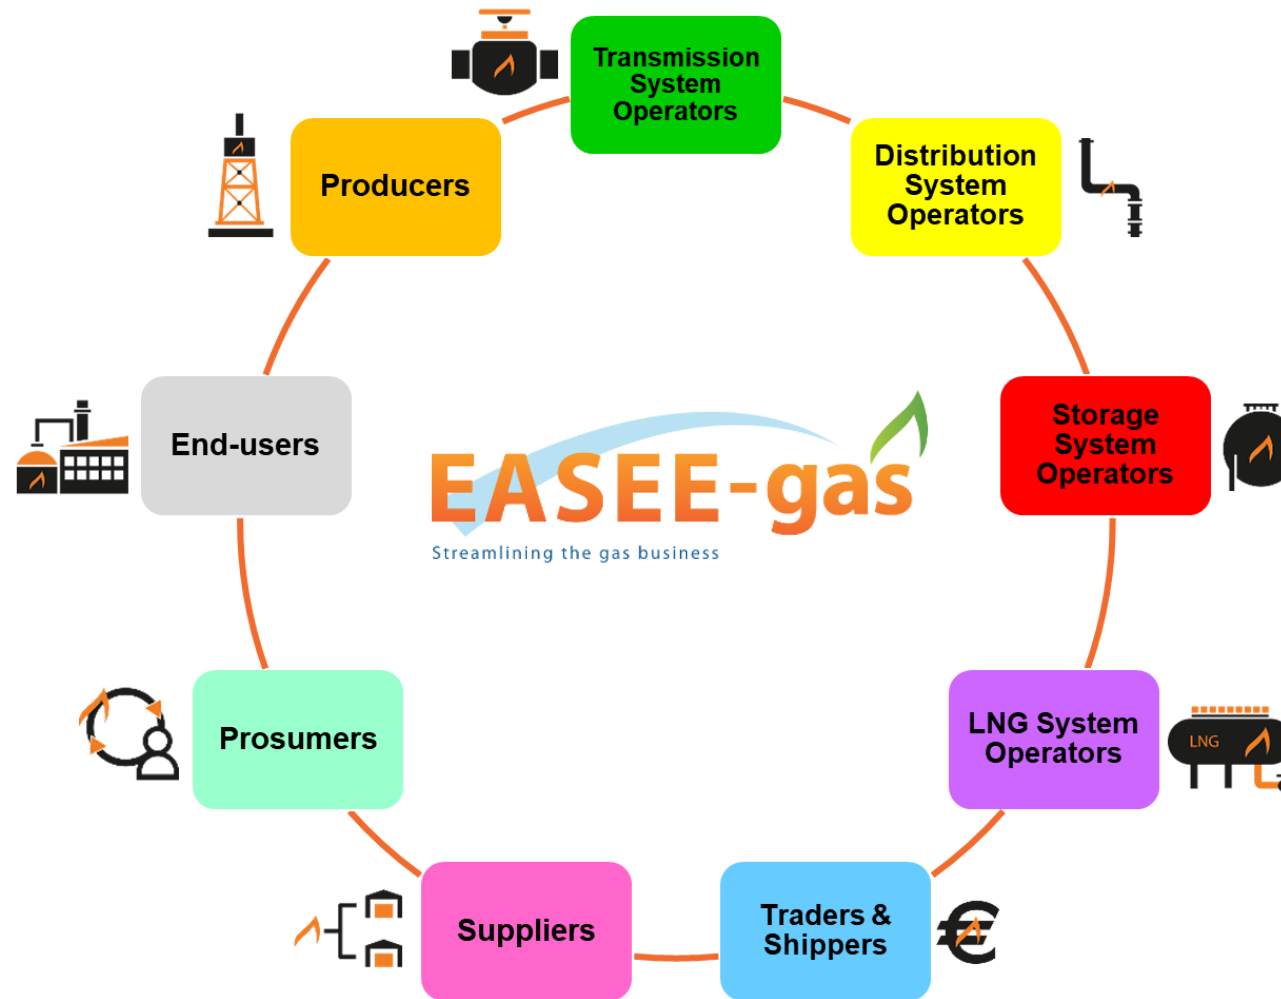 Transmission
System
Operators
Distribution
System
Operators
Producers
Storage
System
Operators
End-users
EASEE-gas
Streamlining the gas business
LNG System
Operators
LNG
Prosumers
Traders &
Shippers
Suppliers